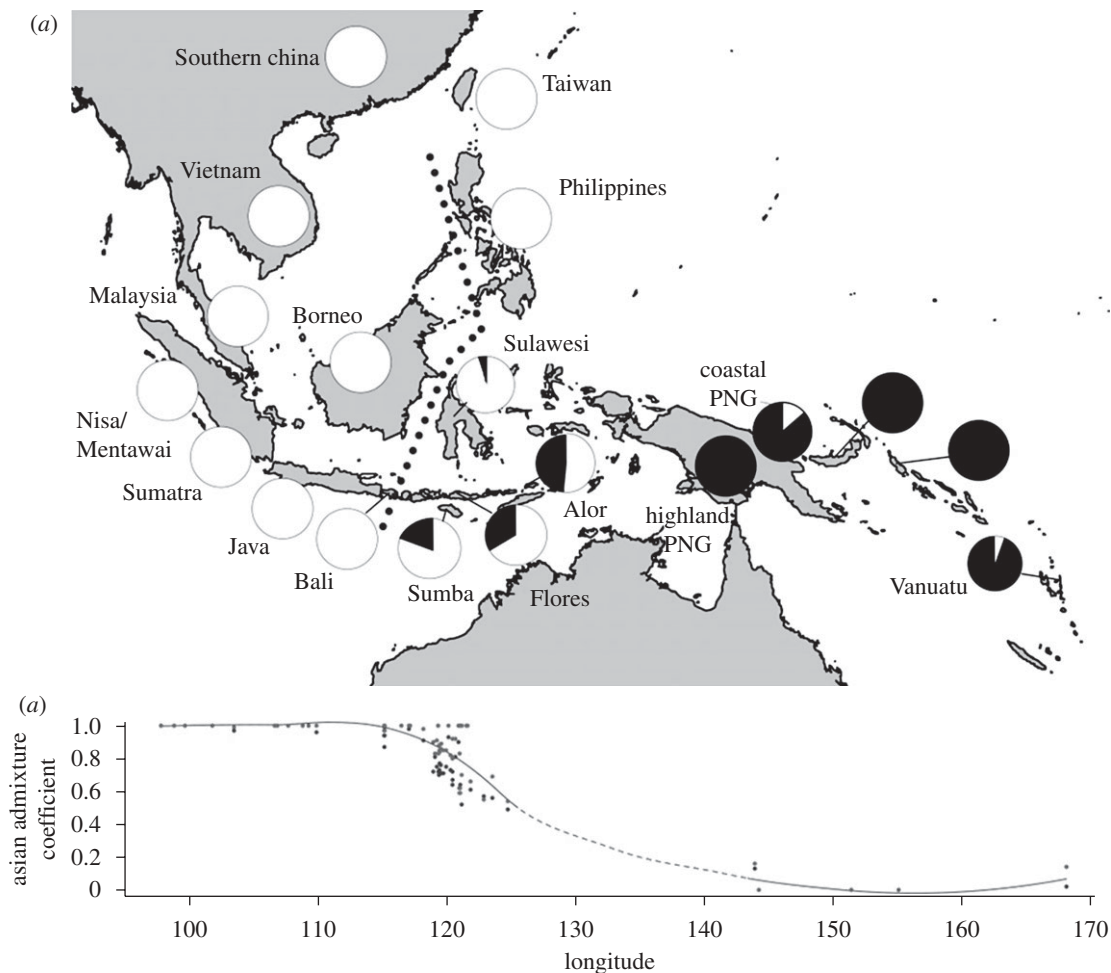 (a)
Southern china
Taiwan
Vietnam
Philippines
Malaysia
Borneo
Sulawesi
coastal
PNG
Nisa/
Mentawai
Sumatra
Alor
Java
highland
PNG
Bali
Sumba
Flores
Vanuatu
(a)
asian admixture
coefficient
1.0
0.8
0.6
0.4
0.2
0
100 110 120 130 140 150 160 170
longitude